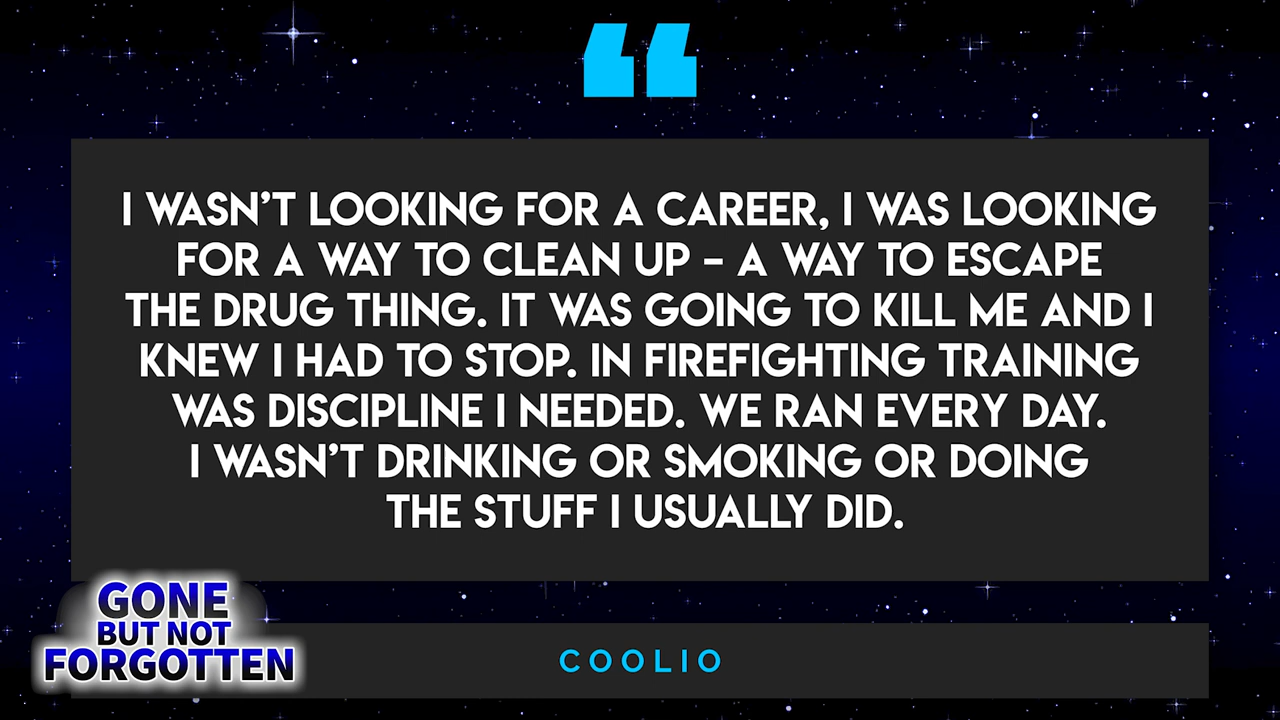 “
I WASN’T LOOKING FOR A CAREER, I WAS LOOKING
FOR A WAY TO CLEAN UP – A WAY TO ESCAPE
THE DRUG THING. IT WAS GOING TO KILL ME AND I
KNEW I HAD TO STOP. IN FIREFIGHTING TRAINING
WAS DISCIPLINE I NEEDED. WE RAN EVERY DAY.
I WASN’T DRINKING OR SMOKING OR DOING
THE STUFF I USUALLY DID.
GONE
BUT NOT
FORGOTTEN
COOLIO